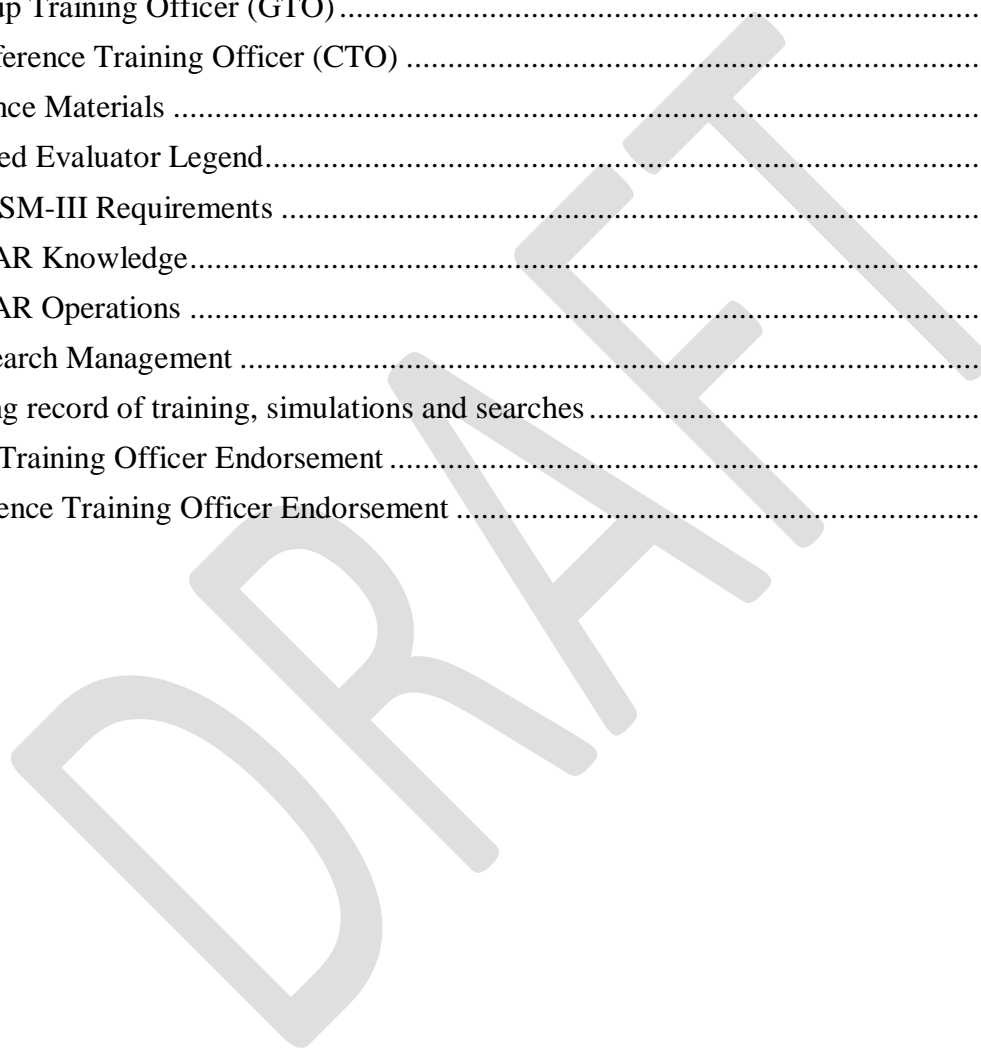 up Training Officer (GTO) ................................................................................
ference Training Officer (CTO) ........................................................................
nce Materials ....................................................................................................
ed Evaluator Legend.........................................................................................
SM-III Requirements .......................................................................................
AR Knowledge..................................................................................................
AR Operations ..................................................................................................
earch Management ............................................................................................
ng record of training, simulations and searches ................................................
Training Officer Endorsement .........................................................................
ence Training Officer Endorsement .................................................................
DRAFT